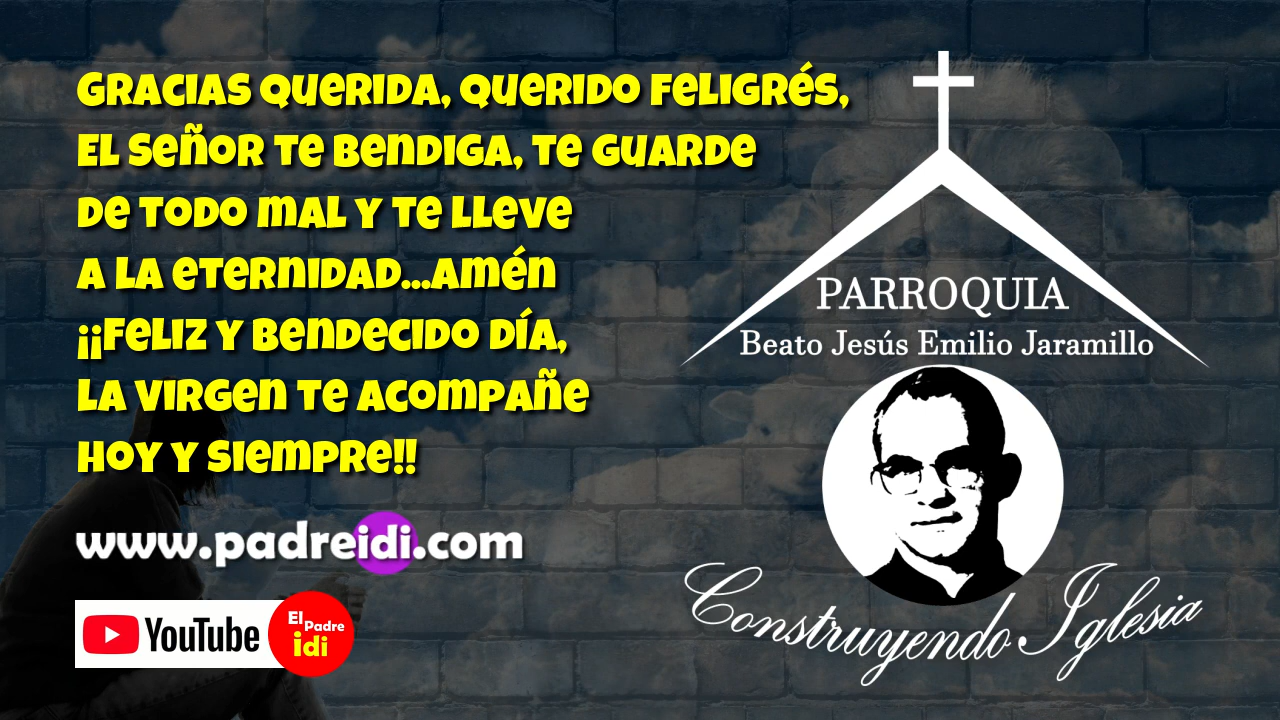 Gracias querida, querido feligrés,
el Señor te bendiga, te guarde
de todo mal y te lleve
a la eternidad...amén
¡¡Feliz y bendecido día,
la Virgen te acompañe
hoy y siempre!!
www.padreidi.com
YouTube
El Padre
idi
PARROQUIA
Beato Jesús Emilio Jaramillo
Construyendo Iglesia